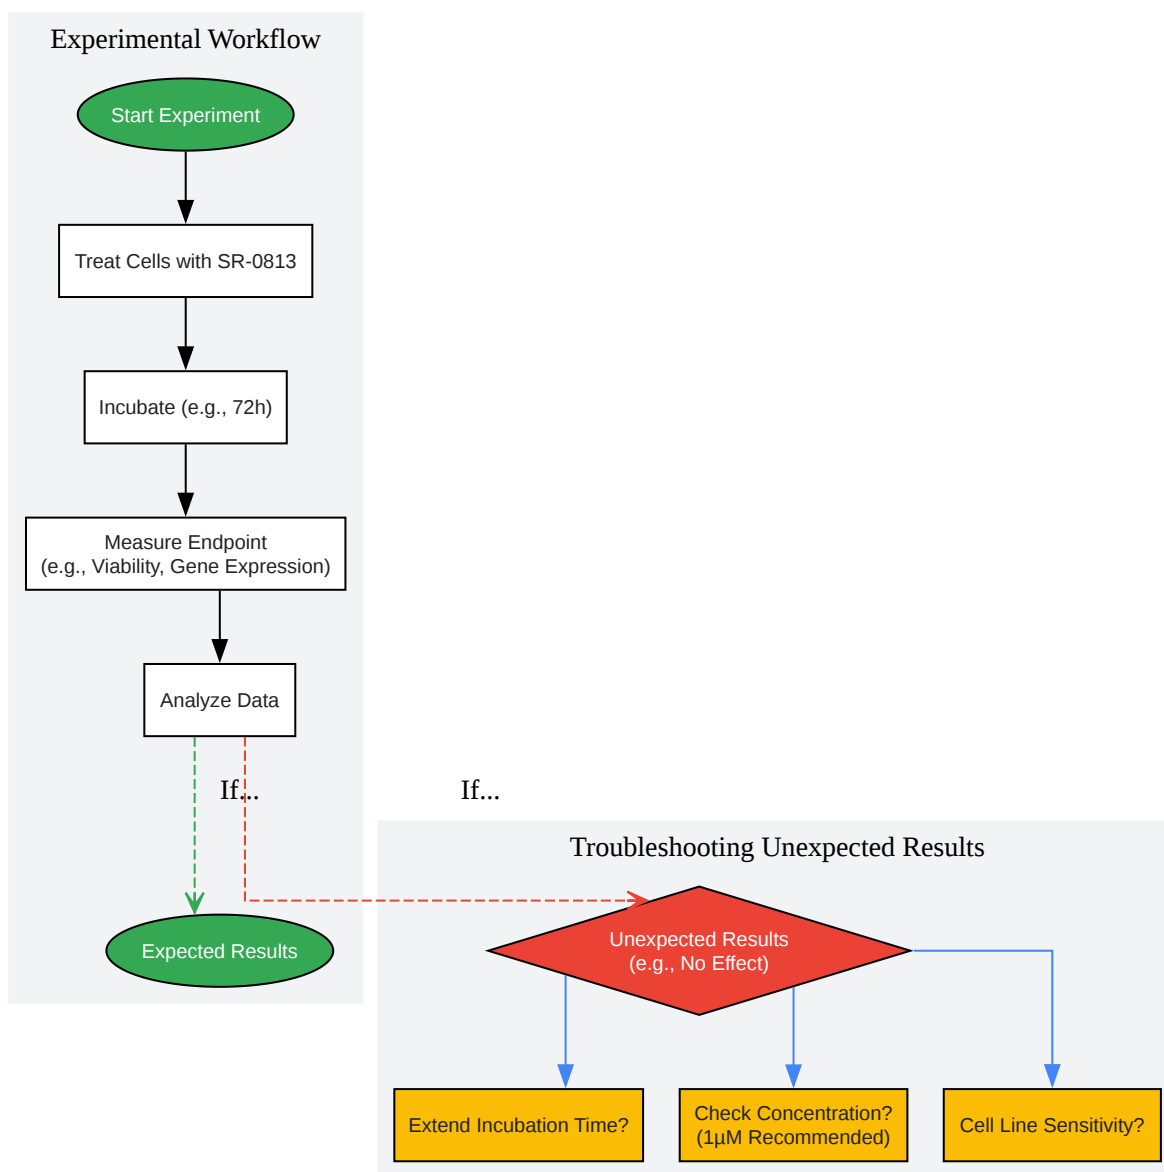 Experimental Workflow
Start Experiment
Treat Cells with SR-0813
Incubate (e.g., 72h)
Measure Endpoint
(e.g., Viability, Gene Expression)
Analyze Data
If...
If...
Expected Results
Troubleshooting Unexpected Results
Unexpected Results
(e.g., No Effect)
Extend Incubation Time?
Check Concentration?
(1µM Recommended)
Cell Line Sensitivity?